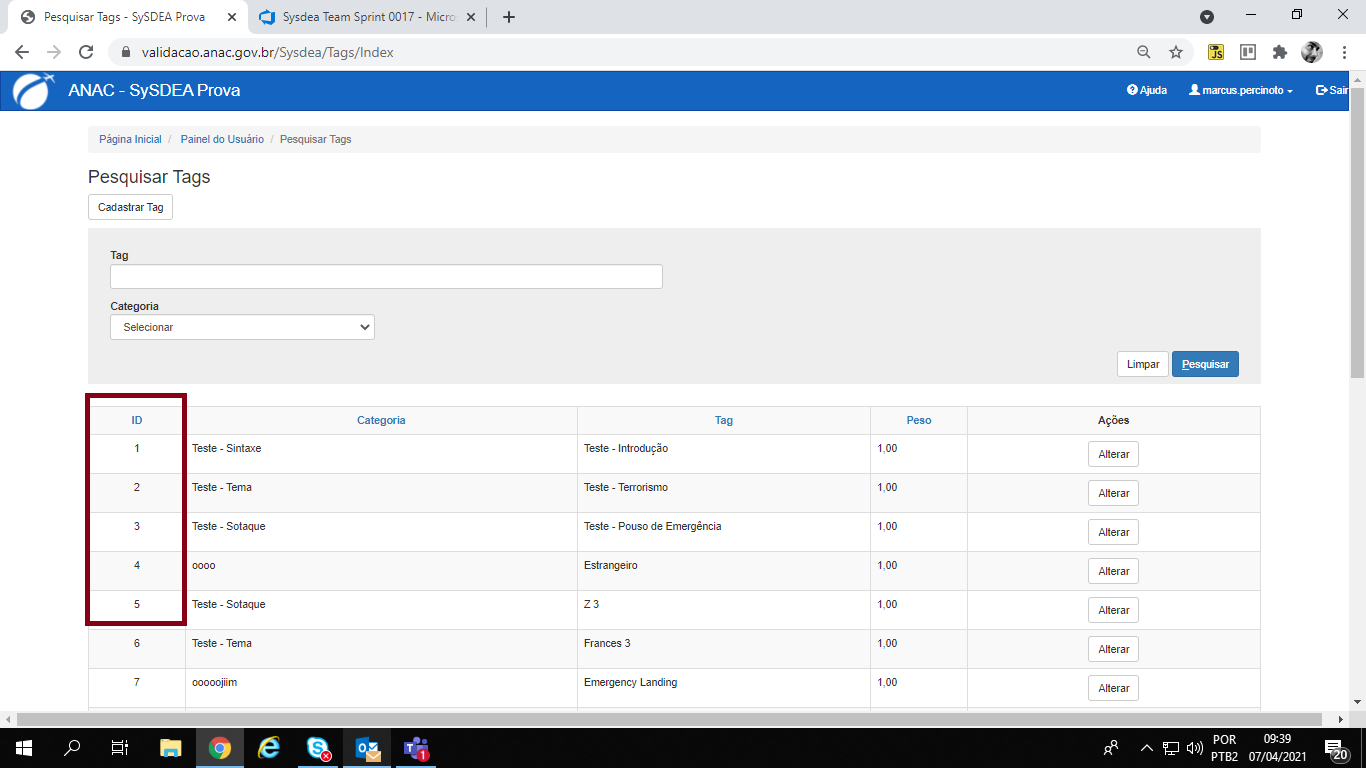 Pesquisar Tags - SySDEA Prova
Sysdea Team Sprint 0017 - Micro
validacao.anac.gov.br/Sysdea/Tags/Index
JS
ANAC - SySDEA Prova
Ajuda
marcus.percinoto
Sair
Página Inicial / Painel do Usuário / Pesquisar Tags
Pesquisar Tags
Cadastrar Tag
Tag
Categoria
Selecionar
Limpar
Pesquisar
ID Categoria Tag Peso Ações
1 Teste - Sintaxe Teste - Introdução 1,00 Alterar
2 Teste - Tema Teste - Terrorismo 1,00 Alterar
3 Teste - Sotaque Teste - Pouso de Emergência 1,00 Alterar
4 oooo Estrangeiro 1,00 Alterar
5 Teste - Sotaque Z 3 1,00 Alterar
6 Teste - Tema Frances 3 1,00 Alterar
7 ooooojiim Emergency Landing 1,00 Alterar
1
POR
PTB2
09:39
07/04/2021
20